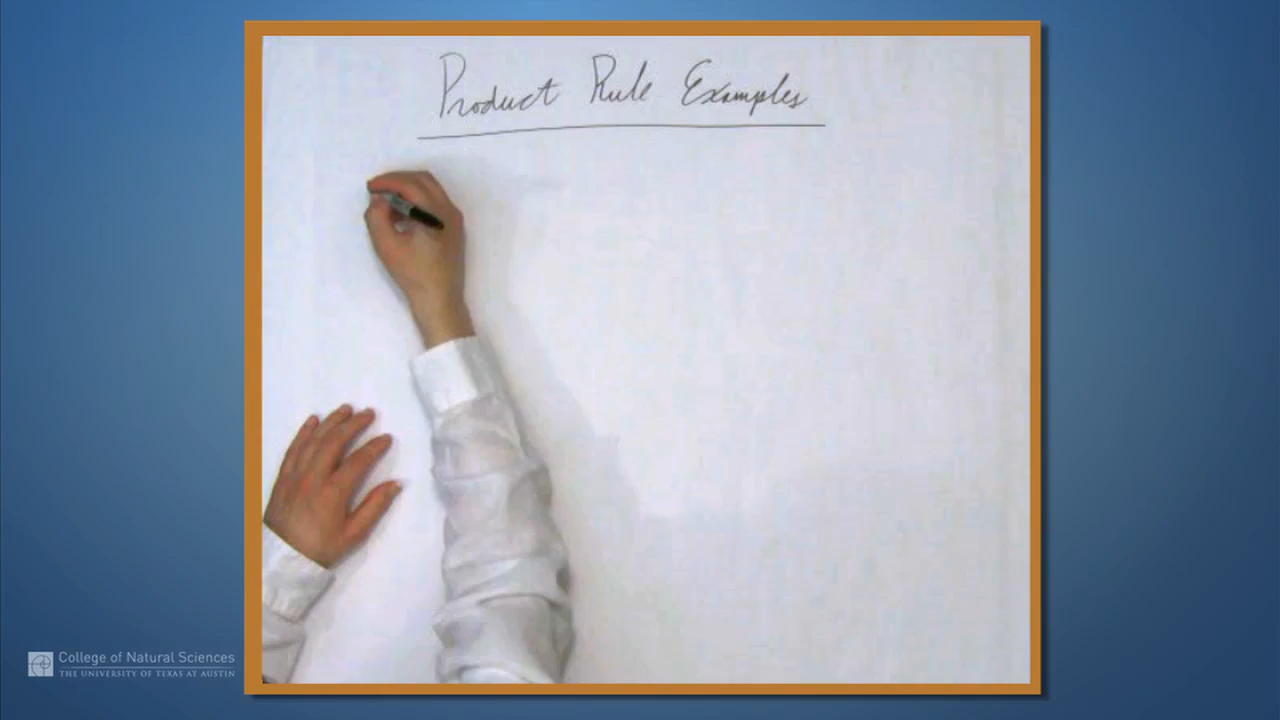 Product Rule Examples
College of Natural Sciences
THE UNIVERSITY OF TEXAS AT AUSTIN